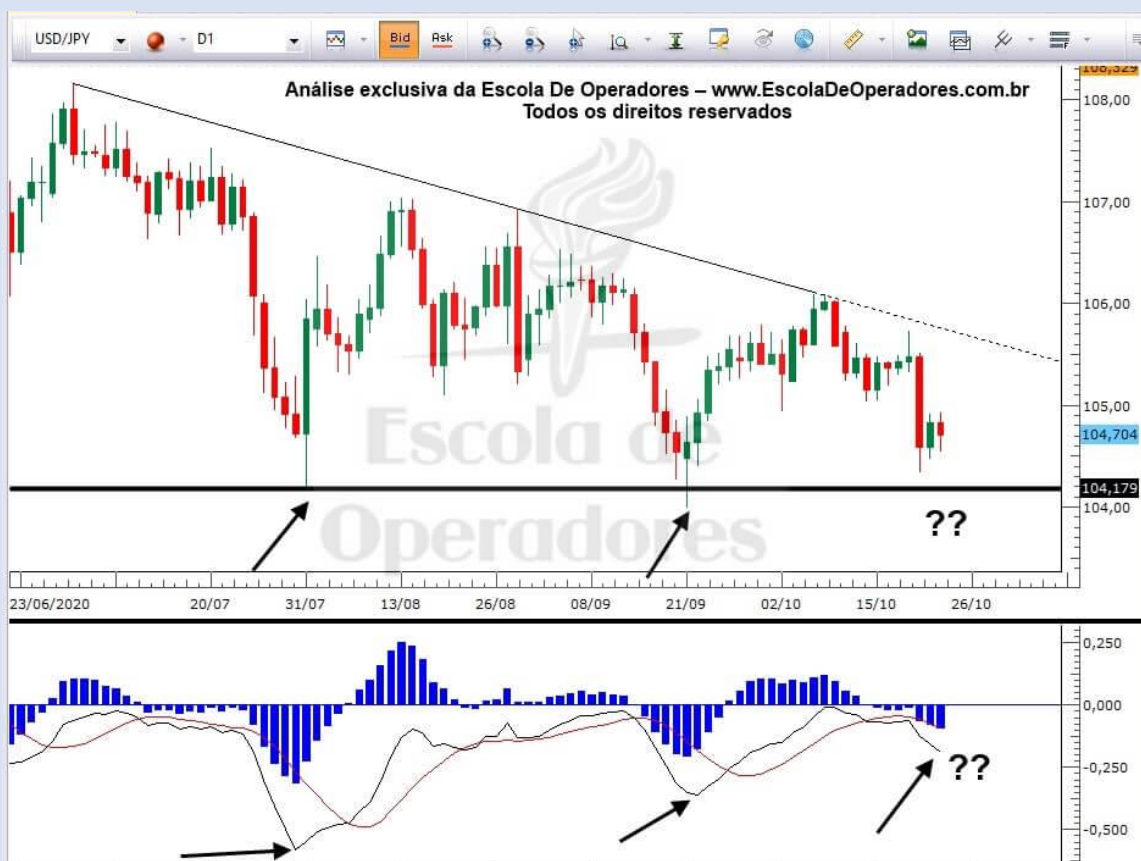 USD/JPY D1 Bid Ask
108,329
Análise exclusiva da Escola De Operadores – www.EscolaDeOperadores.com.br
Todos os direitos reservados
108,00
107,00
106,00
105,00
104,704
104,179
104,00
Escola de
Operadores
??
23/06/2020 20/07 31/07 13/08 26/08 08/09 21/09 02/10 15/10 26/10
0,250
0,000
-0,250
-0,500
??